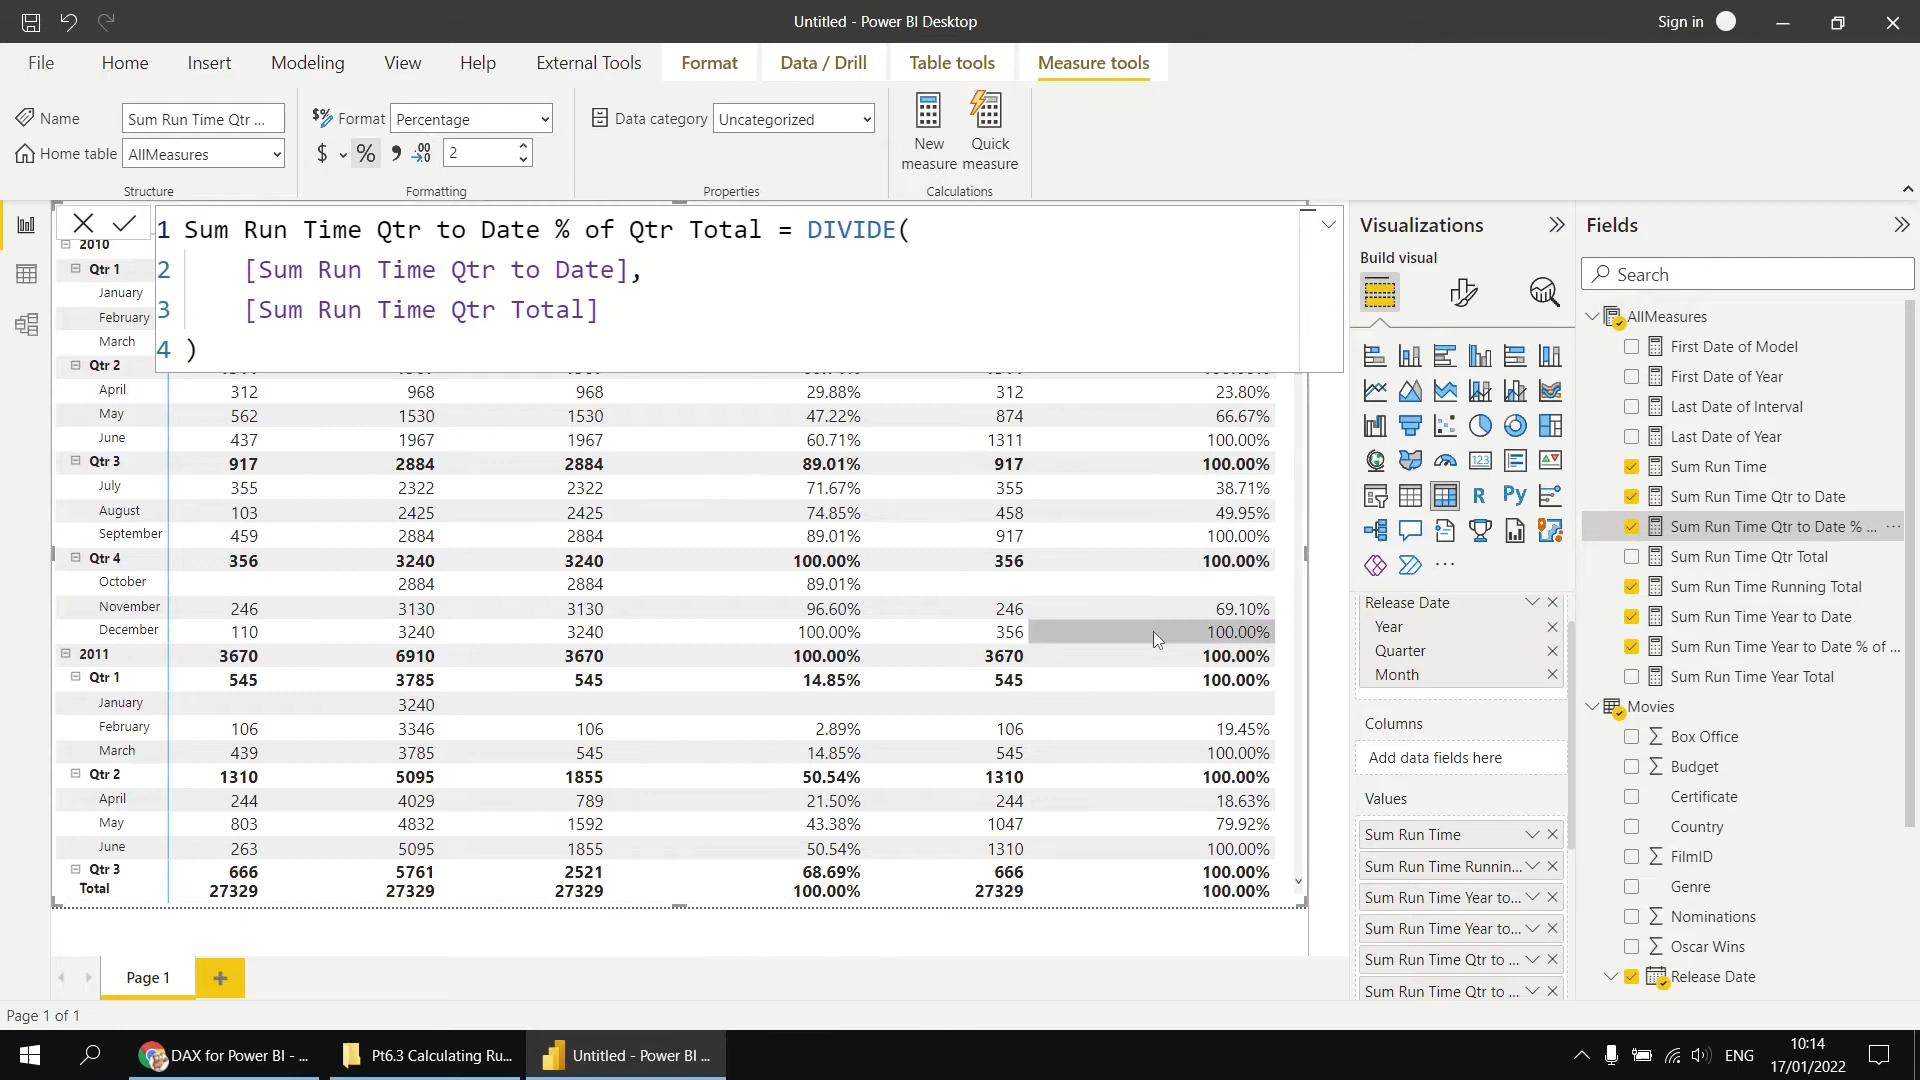 Untitled - Power BI Desktop
Sign in
File Home Insert Modeling View Help External Tools Format Data / Drill Table tools Measure tools
Name Sum Run Time Qtr ...
Home table AllMeasures
Structure
Format Percentage
$ % 2
Formatting
Data category Uncategorized
Properties
New measure
Quick measure
Calculations
1 Sum Run Time Qtr to Date % of Qtr Total = DIVIDE(
2 [Sum Run Time Qtr to Date],
3 [Sum Run Time Qtr Total]
4 )
2010
Qtr 1
January
February
March
Qtr 2
April 312 968 968 29.88% 312 23.80%
May 562 1530 1530 47.22% 874 66.67%
June 437 1967 1967 60.71% 1311 100.00%
Qtr 3 917 2884 2884 89.01% 917 100.00%
July 355 2322 2322 71.67% 355 38.71%
August 103 2425 2425 74.85% 458 49.95%
September 459 2884 2884 89.01% 917 100.00%
Qtr 4 356 3240 3240 100.00% 356 100.00%
October 2884 2884 89.01%
November 246 3130 3130 96.60% 246 69.10%
December 110 3240 3240 100.00% 356 100.00%
2011 3670 6910 3670 100.00% 3670 100.00%
Qtr 1 545 3785 545 14.85% 545 100.00%
January 3240
February 106 3346 106 2.89% 106 19.45%
March 439 3785 545 14.85% 545 100.00%
Qtr 2 1310 5095 1855 50.54% 1310 100.00%
April 244 4029 789 21.50% 244 18.63%
May 803 4832 1592 43.38% 1047 79.92%
June 263 5095 1855 50.54% 1310 100.00%
Qtr 3 666 5761 2521 68.69% 666 100.00%
Total 27329 27329 27329 100.00% 27329 100.00%
Visualizations
Build visual
123
R Py
...
Release Date
Year
Quarter
Month
Columns
Add data fields here
Values
Sum Run Time
Sum Run Time Runnin...
Sum Run Time Year to...
Sum Run Time Year to...
Sum Run Time Qtr to ...
Sum Run Time Qtr to ...
Fields
Search
AllMeasures
First Date of Model
First Date of Year
Last Date of Interval
Last Date of Year
Sum Run Time
Sum Run Time Qtr to Date
Sum Run Time Qtr to Date % ... ...
Sum Run Time Qtr Total
Sum Run Time Running Total
Sum Run Time Year to Date
Sum Run Time Year to Date % of ...
Sum Run Time Year Total
Movies
Box Office
Budget
Certificate
Country
FilmID
Genre
Nominations
Oscar Wins
Release Date
Page 1 +
Page 1 of 1
DAX for Power BI - ...
Pt6.3 Calculating Ru...
Untitled - Power BI ...
ENG
10:14
17/01/2022